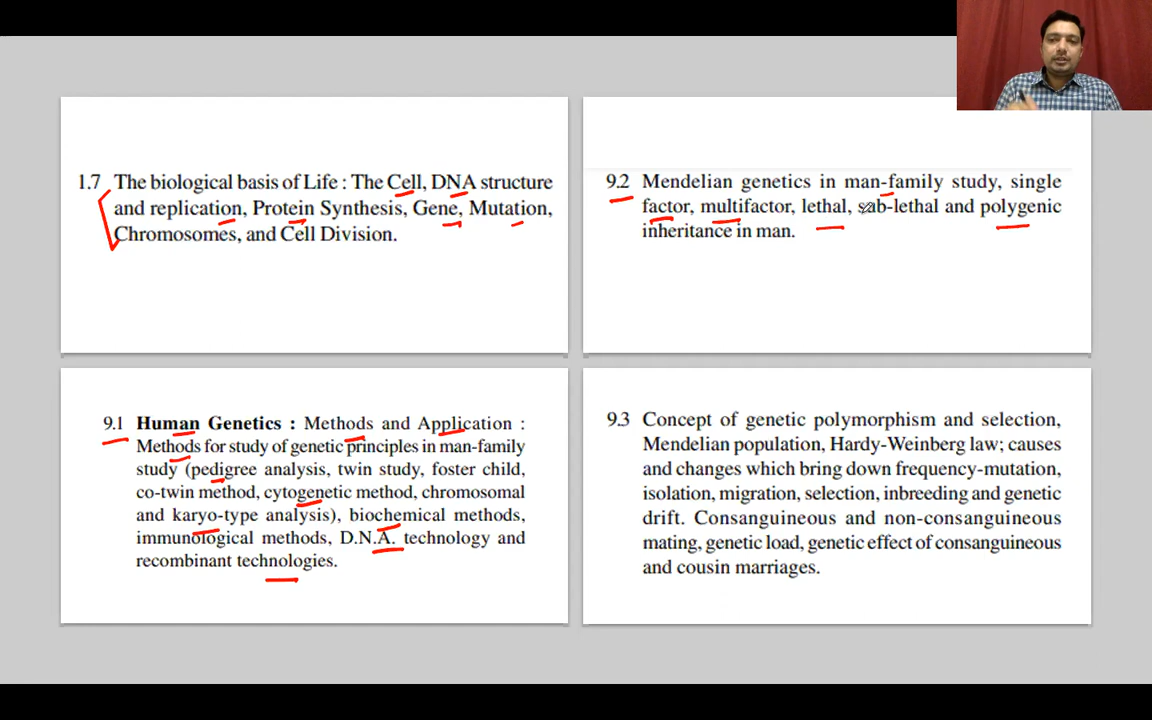 1.7 The biological basis of Life : The Cell, DNA structure
and replication, Protein Synthesis, Gene, Mutation,
Chromosomes, and Cell Division.
9.2 Mendelian genetics in man-family study, single
factor, multifactor, lethal, sub-lethal and polygenic
inheritance in man.
9.1 Human Genetics : Methods and Application :
Methods for study of genetic principles in man-family
study (pedigree analysis, twin study, foster child,
co-twin method, cytogenetic method, chromosomal
and karyo-type analysis), biochemical methods,
immunological methods, D.N.A. technology and
recombinant technologies.
9.3 Concept of genetic polymorphism and selection,
Mendelian population, Hardy-Weinberg law; causes
and changes which bring down frequency-mutation,
isolation, migration, selection, inbreeding and genetic
drift. Consanguineous and non-consanguineous
mating, genetic load, genetic effect of consanguineous
and cousin marriages.